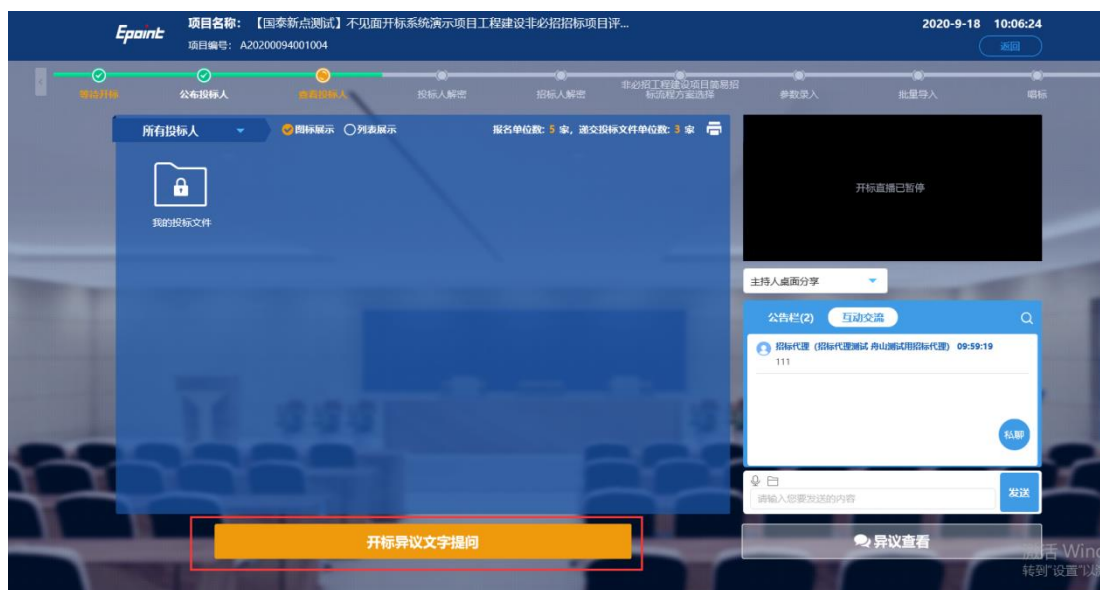 Epoint
项目名称: 【国泰新点测试】不见面开标系统演示项目工程建设非必招招标项目评...
项目编号: A20200094001004
2020-9-18 10:06:24
返回
等待开标
公布投标人
查看投标人
投标人解密
招标人解密
非必招工程建设项目简易招
标流程方案选择
参数录入
批量导入
唱标
所有投标人
图标展示 列表展示
报名单位数: 5 家, 递交投标文件单位数: 3 家
我的投标文件
开标直播已暂停
主持人桌面分享
公告栏(2) 互动交流
招标代理 (招标代理测试 舟山测试用招标代理) 09:59:19
111
私聊
请输入您要发送的内容
发送
开标异议文字提问
异议查看
激活 Wind
转到"设置"以